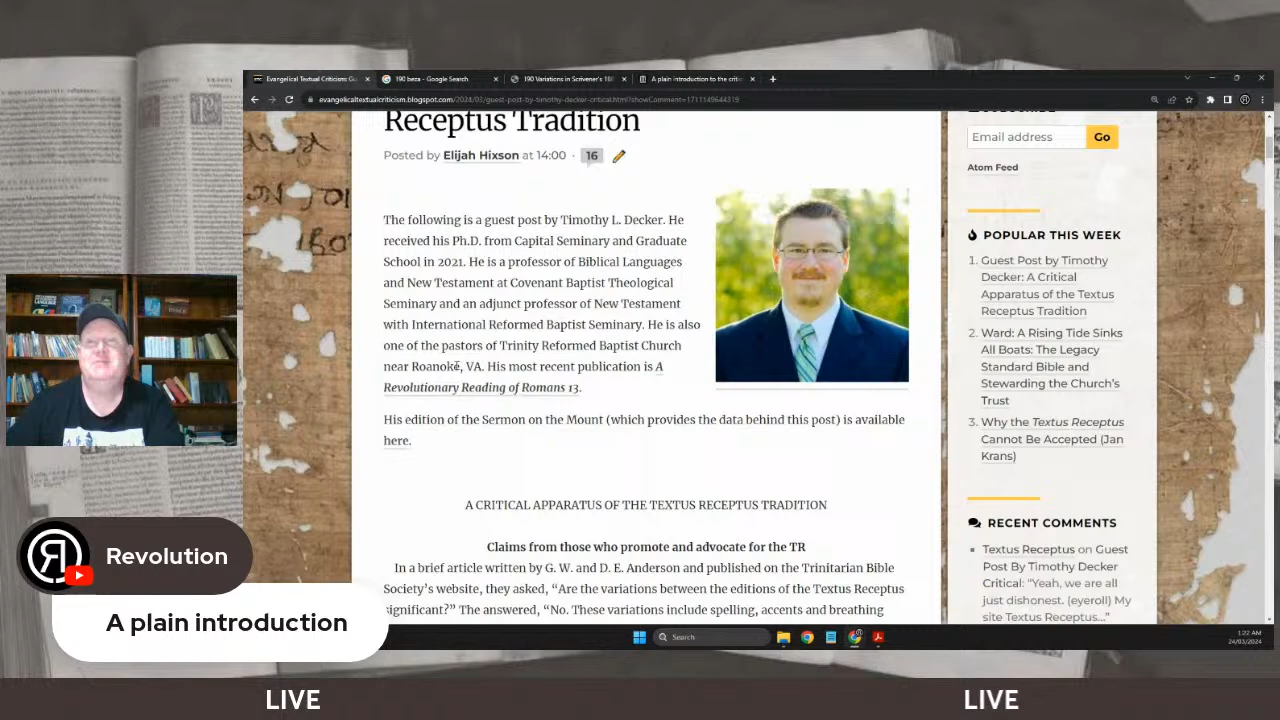 Evangelical Textual Criticism: Gu
190 beza - Google Search
190 Variations in Scrivener's 188
A plain introduction to the critic
evangelicaltextualcriticism.blogspot.com/2024/03/guest-post-by-timothy-decker-critical.html?showComment=1711149644319
Receptus Tradition
Posted by Elijah Hixson at 14:00 · 16
The following is a guest post by Timothy L. Decker. He
received his Ph.D. from Capital Seminary and Graduate
School in 2021. He is a professor of Biblical Languages
and New Testament at Covenant Baptist Theological
Seminary and an adjunct professor of New Testament
with International Reformed Baptist Seminary. He is also
one of the pastors of Trinity Reformed Baptist Church
near Roanoke, VA. His most recent publication is A
Revolutionary Reading of Romans 13.
His edition of the Sermon on the Mount (which provides the data behind this post) is available
here.
A CRITICAL APPARATUS OF THE TEXTUS RECEPTUS TRADITION
Claims from those who promote and advocate for the TR
In a brief article written by G. W. and D. E. Anderson and published on the Trinitarian Bible
Society's website, they asked, "Are the variations between the editions of the Textus Receptus
significant?" The answered, "No. These variations include spelling, accents and breathing
Email address
Go
Atom Feed
POPULAR THIS WEEK
1. Guest Post by Timothy
Decker: A Critical
Apparatus of the Textus
Receptus Tradition
2. Ward: A Rising Tide Sinks
All Boats: The Legacy
Standard Bible and
Stewarding the Church's
Trust
3. Why the Textus Receptus
Cannot Be Accepted (Jan
Krans)
RECENT COMMENTS
Textus Receptus on Guest
Post By Timothy Decker
Critical: "Yeah, we are all
just dishonest. (eyeroll) My
site Textus Receptus..."
Search
1:22 AM
24/03/2024
Revolution
A plain introduction
LIVE
LIVE